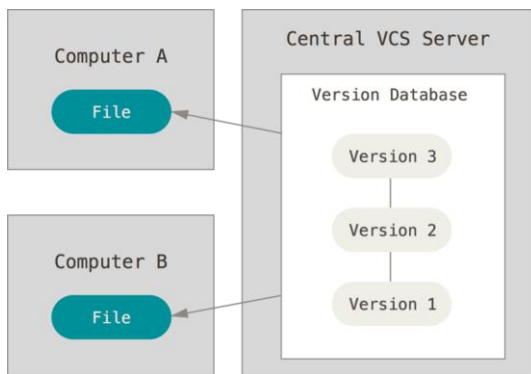 Computer A
File
Computer B
File
Central VCS Server
Version Database
Version 3
Version 2
Version 1